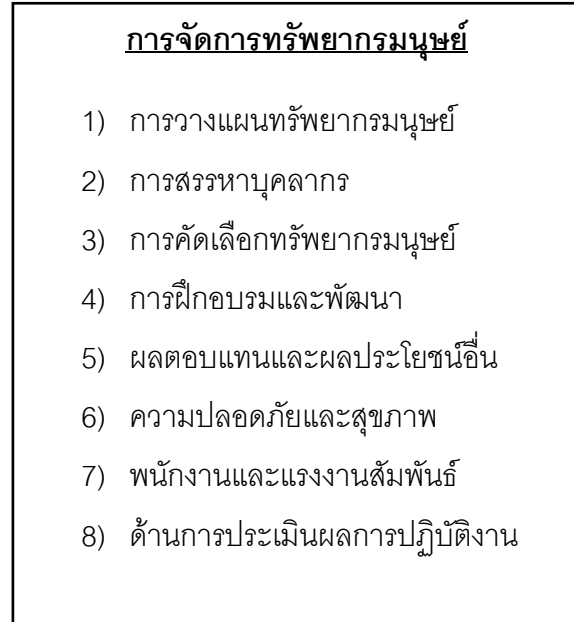 การจัดการทรัพยากรมนุษย์
1) การวางแผนทรัพยากรมนุษย์
2) การสรรหาบุคลากร
3) การคัดเลือกทรัพยากรมนุษย์
4) การฝึกอบรมและพัฒนา
5) ผลตอบแทนและผลประโยชน์อื่น
6) ความปลอดภัยและสุขภาพ
7) พนักงานและแรงงานสัมพันธ์
8) ด้านการประเมินผลการปฏิบัติงาน